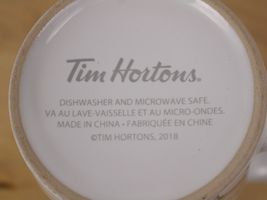 Tim Hortons.
DISHWASHER AND MICROWAVE SAFE.
VA AU LAVE-VAISSELLE ET AU MICRO-ONDES.
MADE IN CHINA • FABRIQUÉE EN CHINE
©TIM HORTONS, 2018